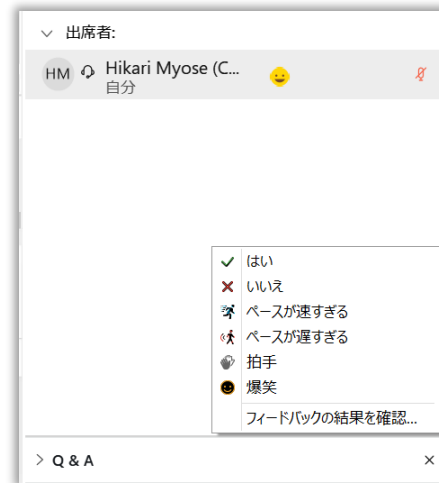 出席者:
HM
Hikari Myose (C...
自分
はい
いいえ
ペースが速すぎる
ペースが遅すぎる
拍手
爆笑
フィードバックの結果を確認...
Q & A